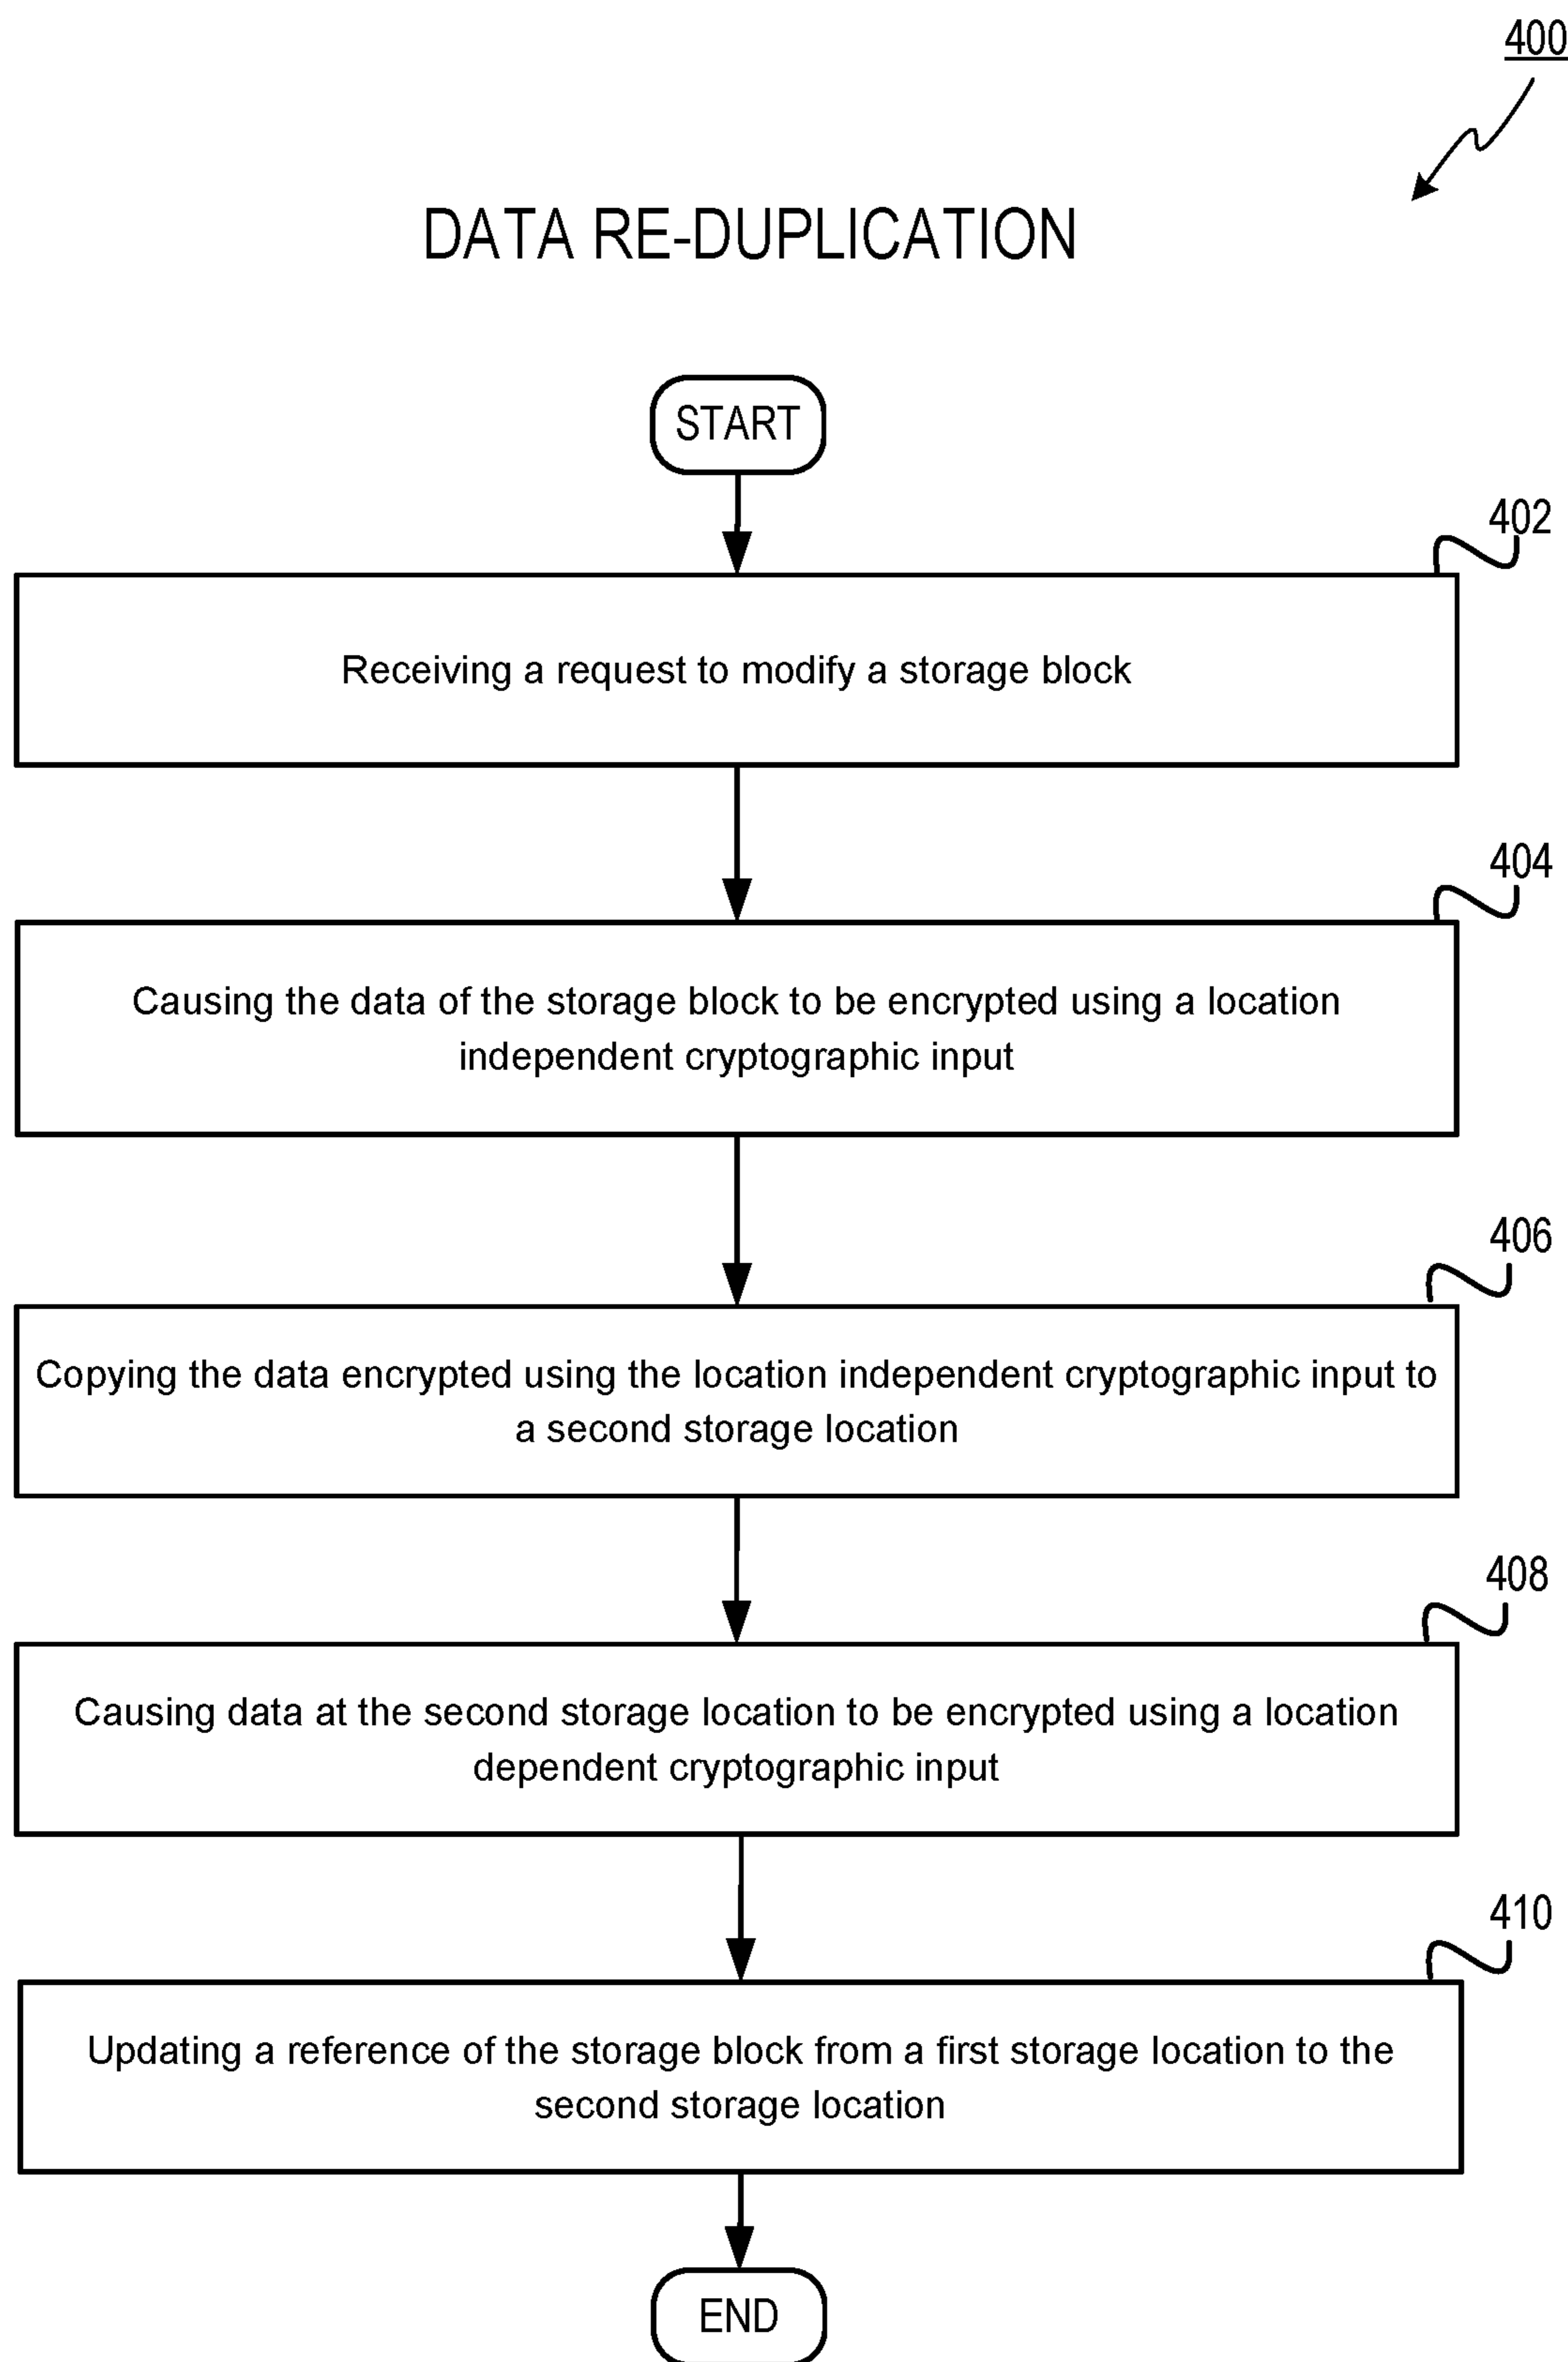 400
DATA RE-DUPLICATION
START
402
Receiving a request to modify a storage block
404
Causing the data of the storage block to be encrypted using a location
independent cryptographic input
406
Copying the data encrypted using the location independent cryptographic input to
a second storage location
408
Causing data at the second storage location to be encrypted using a location
dependent cryptographic input
410
Updating a reference of the storage block from a first storage location to the
second storage location
END